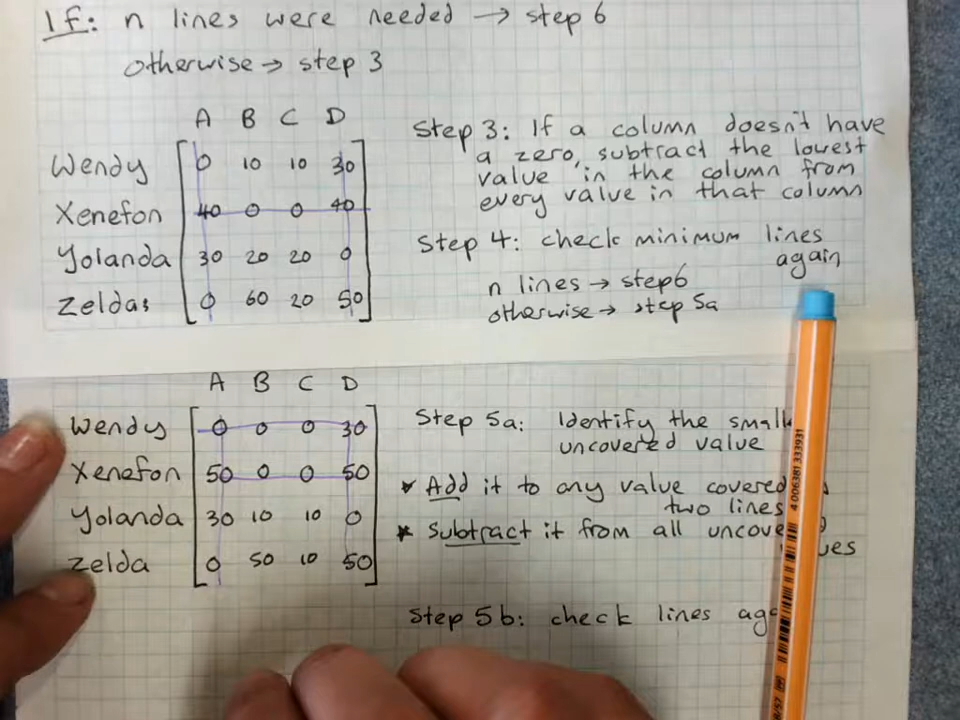 If: n lines were needed → step 6
otherwise → step 3
A B C D
Wendy 0 10 10 30
Xenefon 40 0 0 40
Yolanda 30 20 20 0
Zeldas 0 60 20 50
Step 3: If a column doesn't have
a zero, subtract the lowest
value in the column from
every value in that column
Step 4: check minimum lines
again
n lines → step 6
otherwise → step 5a
A B C D
Wendy 0 0 0 30
Xenefon 50 0 0 50
Yolanda 30 10 10 0
Zelda 0 50 10 50
Step 5a: Identify the small
uncovered value
* Add it to any value covered
two lines
* Subtract it from all uncove
ues
Step 5b: check lines aga